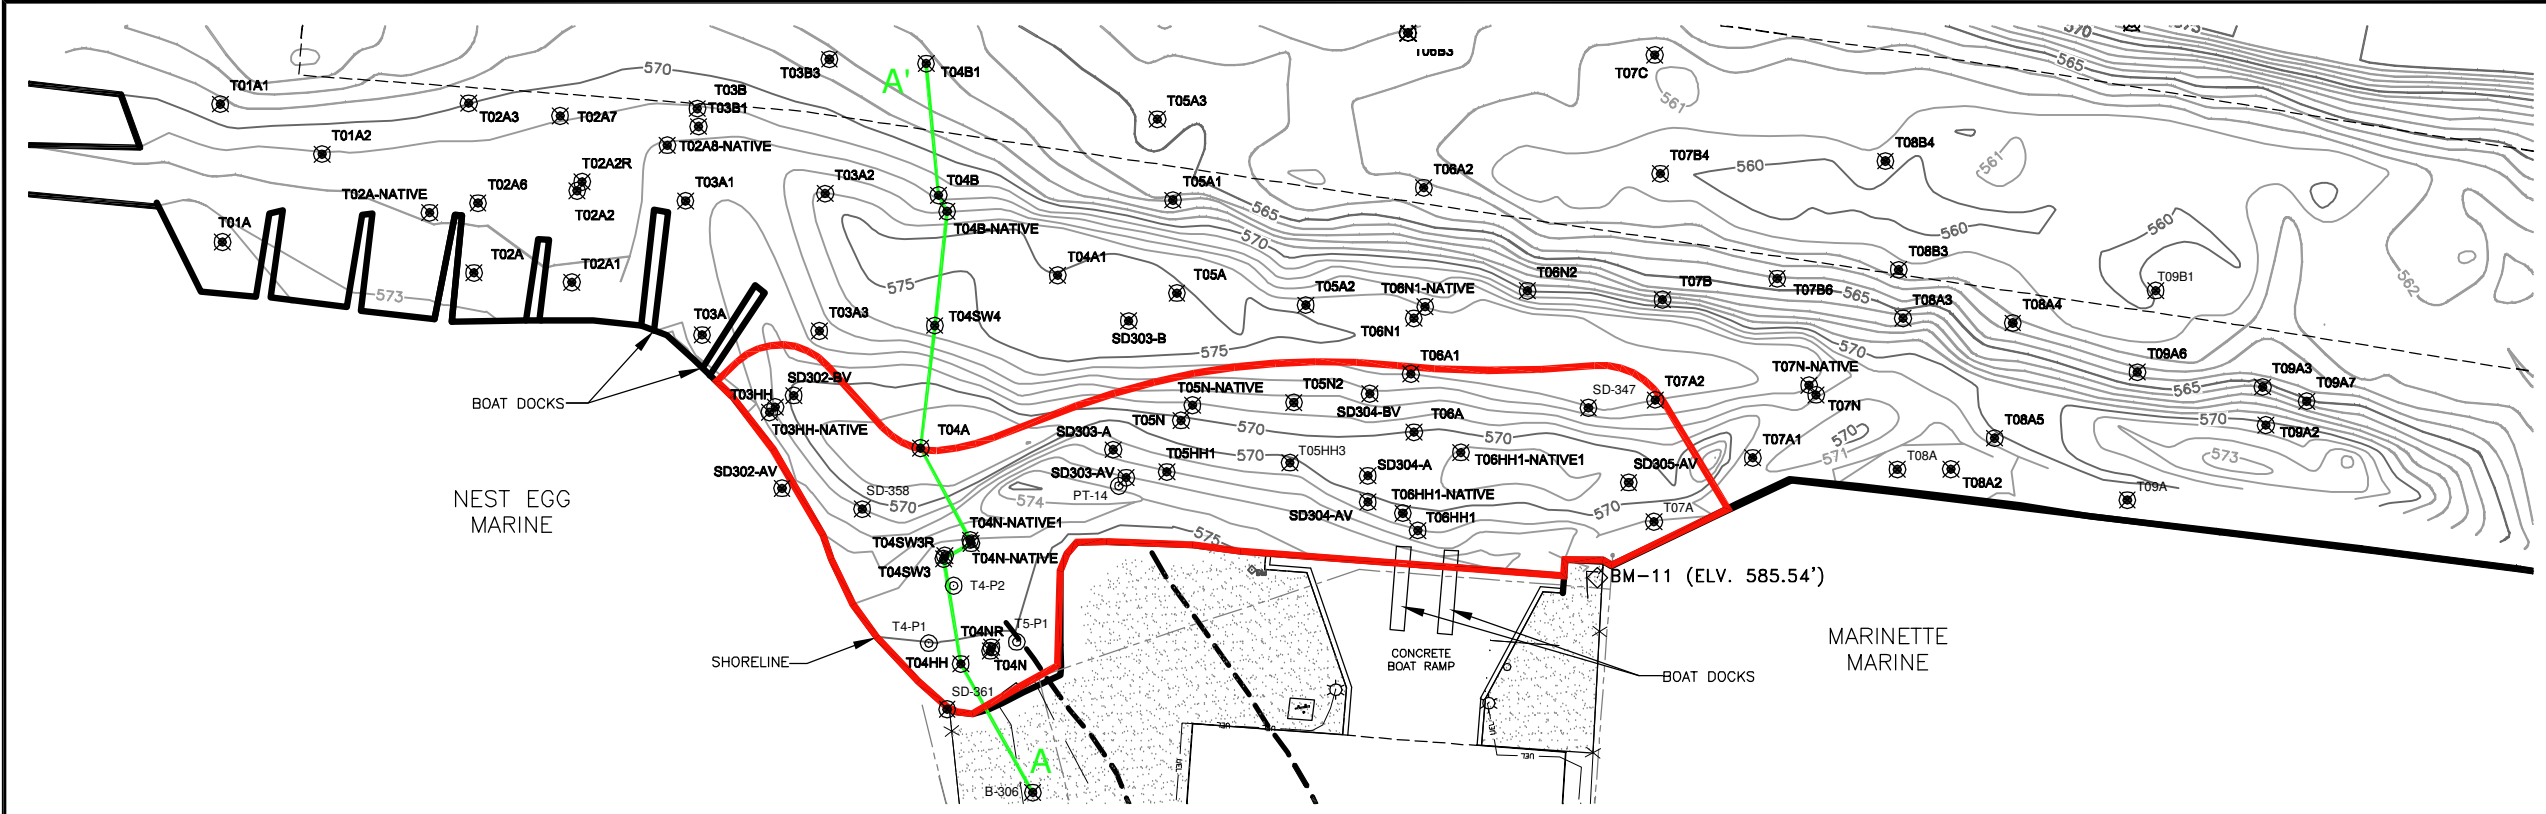 570
575
T06B3
565
T04B1
A'
T03B3
570
T07C
561
T01A1
T03B
T03B1
T02A3
T02A7
T05A3
T01A2
T02A8-NATIVE
T08B4
561
T07B4
560
T02A2R
T03A2
T06A2
T02A6
T03A1
T04B
T05A1
T02A-NATIVE
T02A2
565
T01A
T04B-NATIVE
570
560
560
T02A
T02A1
T04A1
T08B3
573
575
T05A
T05A2
T06N2
T06N1-NATIVE
T07B
T07B6
565
T09B1
562
T08A3
T08A4
T03A
T03A3
T04SW4
SD303-B
T06N1
575
T06A1
570
T09A6
T09A3
T09A7
565
SD302-BV
T03HH
BOAT DOCKS
T03HH-NATIVE
T05N-NATIVE
T05N2
SD304-BV
SD-347
T07A2
T07N-NATIVE
T07N
T04A
T05N
570
T06A
570
570
571
T07A1
T08A5
570
T09A2
573
SD303-A
T05HH1
570
T05HH3
SD302-AV
SD303-AV
PT-14
574
SD304-A
T06HH1-NATIVE1
SD305-AV
T08A
T08A2
T09A
NEST EGG
MARINE
SD-358
570
SD304-AV
T06HH1-NATIVE
T06HH1
570
T07A
T04N-NATIVE1
T04SW3R
T04N-NATIVE
575
T04SW3
T4-P2
BM-11 (ELV. 585.54')
T4-P1
T04NR
T5-P1
T04HH
T04N
SHORELINE
CONCRETE
BOAT RAMP
BOAT DOCKS
MARINETTE
MARINE
SD-361
UEL
UEL
UEL
UEL
UEL
A
B-306